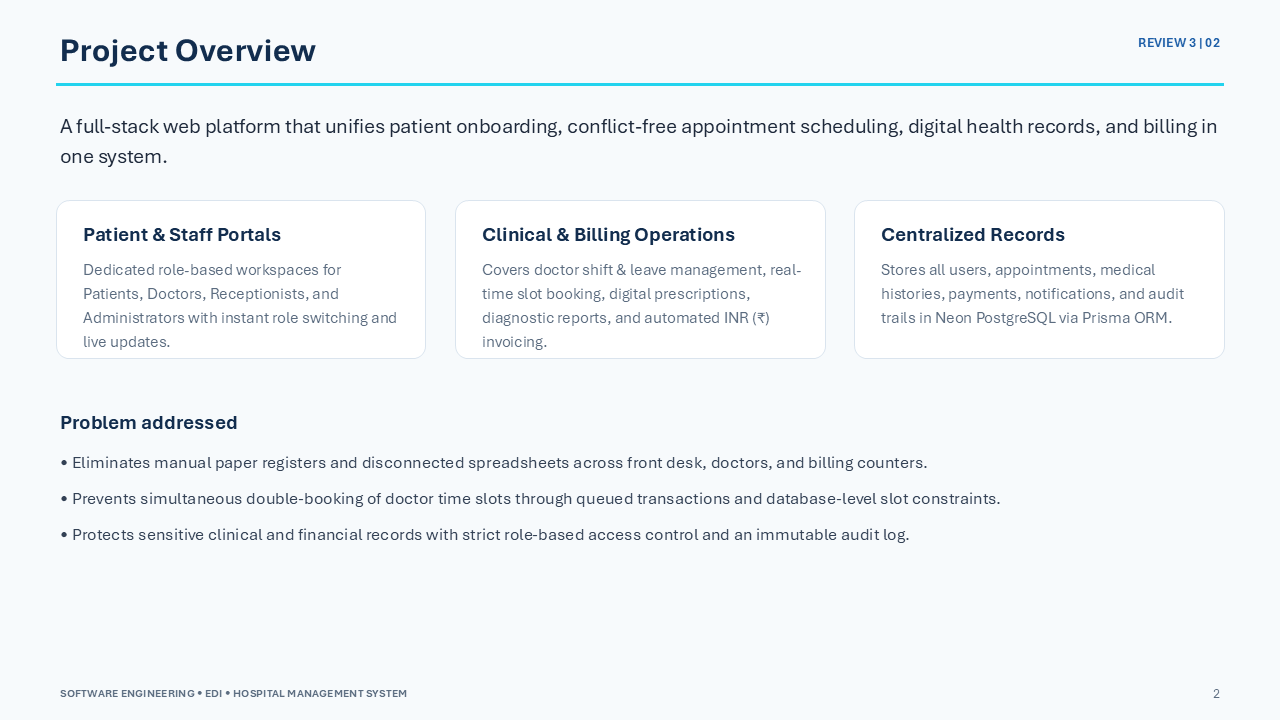 Project Overview
REVIEW 3 | 02
A full-stack web platform that unifies patient onboarding, conflict-free appointment scheduling, digital health records, and billing in
one system.
Patient & Staff Portals
Dedicated role-based workspaces for
Patients, Doctors, Receptionists, and
Administrators with instant role switching and
live updates.
Clinical & Billing Operations
Covers doctor shift & leave management, real-
time slot booking, digital prescriptions,
diagnostic reports, and automated INR (₹)
invoicing.
Centralized Records
Stores all users, appointments, medical
histories, payments, notifications, and audit
trails in Neon PostgreSQL via Prisma ORM.
Problem addressed
• Eliminates manual paper registers and disconnected spreadsheets across front desk, doctors, and billing counters.
• Prevents simultaneous double-booking of doctor time slots through queued transactions and database-level slot constraints.
• Protects sensitive clinical and financial records with strict role-based access control and an immutable audit log.
SOFTWARE ENGINEERING • EDI • HOSPITAL MANAGEMENT SYSTEM
2